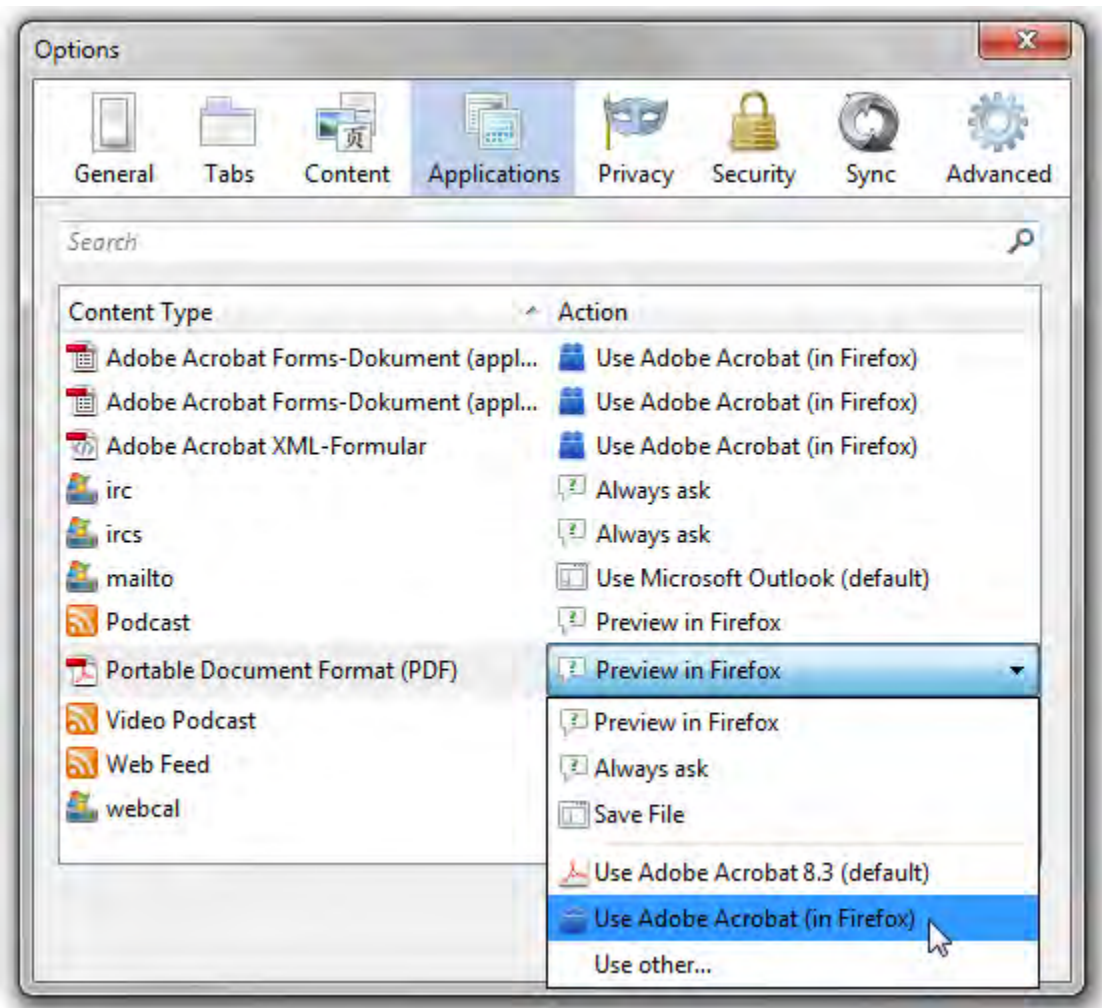 Options
General Tabs Content Applications Privacy Security Sync Advanced
页
Search
Content Type Action
Adobe Acrobat Forms-Dokument (appl... Use Adobe Acrobat (in Firefox)
Adobe Acrobat Forms-Dokument (appl... Use Adobe Acrobat (in Firefox)
Adobe Acrobat XML-Formular Use Adobe Acrobat (in Firefox)
irc Always ask
ircs Always ask
mailto Use Microsoft Outlook (default)
Podcast Preview in Firefox
Portable Document Format (PDF) Preview in Firefox
Video Podcast Preview in Firefox
Web Feed Always ask
webcal Save File
Use Adobe Acrobat 8.3 (default)
Use Adobe Acrobat (in Firefox)
Use other...